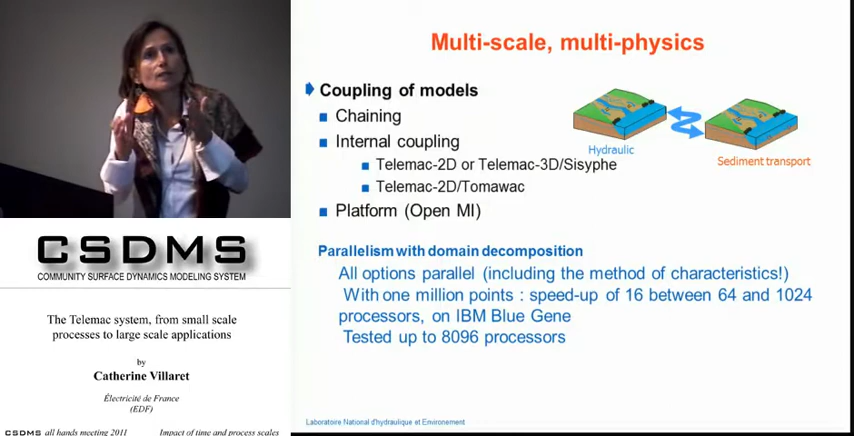 Multi-scale, multi-physics
Coupling of models
Chaining
Internal coupling
Telemac-2D or Telemac-3D/Sisyphe
Telemac-2D/Tomawac
Platform (Open MI)
Hydraulic
Sediment transport
Parallelism with domain decomposition
All options parallel (including the method of characteristics!)
With one million points : speed-up of 16 between 64 and 1024
processors, on IBM Blue Gene
Tested up to 8096 processors
Laboratoire National d'hydraulique et Environement
CSDMS
COMMUNITY SURFACE DYNAMICS MODELING SYSTEM
The Telemac system, from small scale
processes to large scale applications
by
Catherine Villaret
Électricité de France
(EDF)
CSDMS all hands meeting 2011 Impact of time and process scales